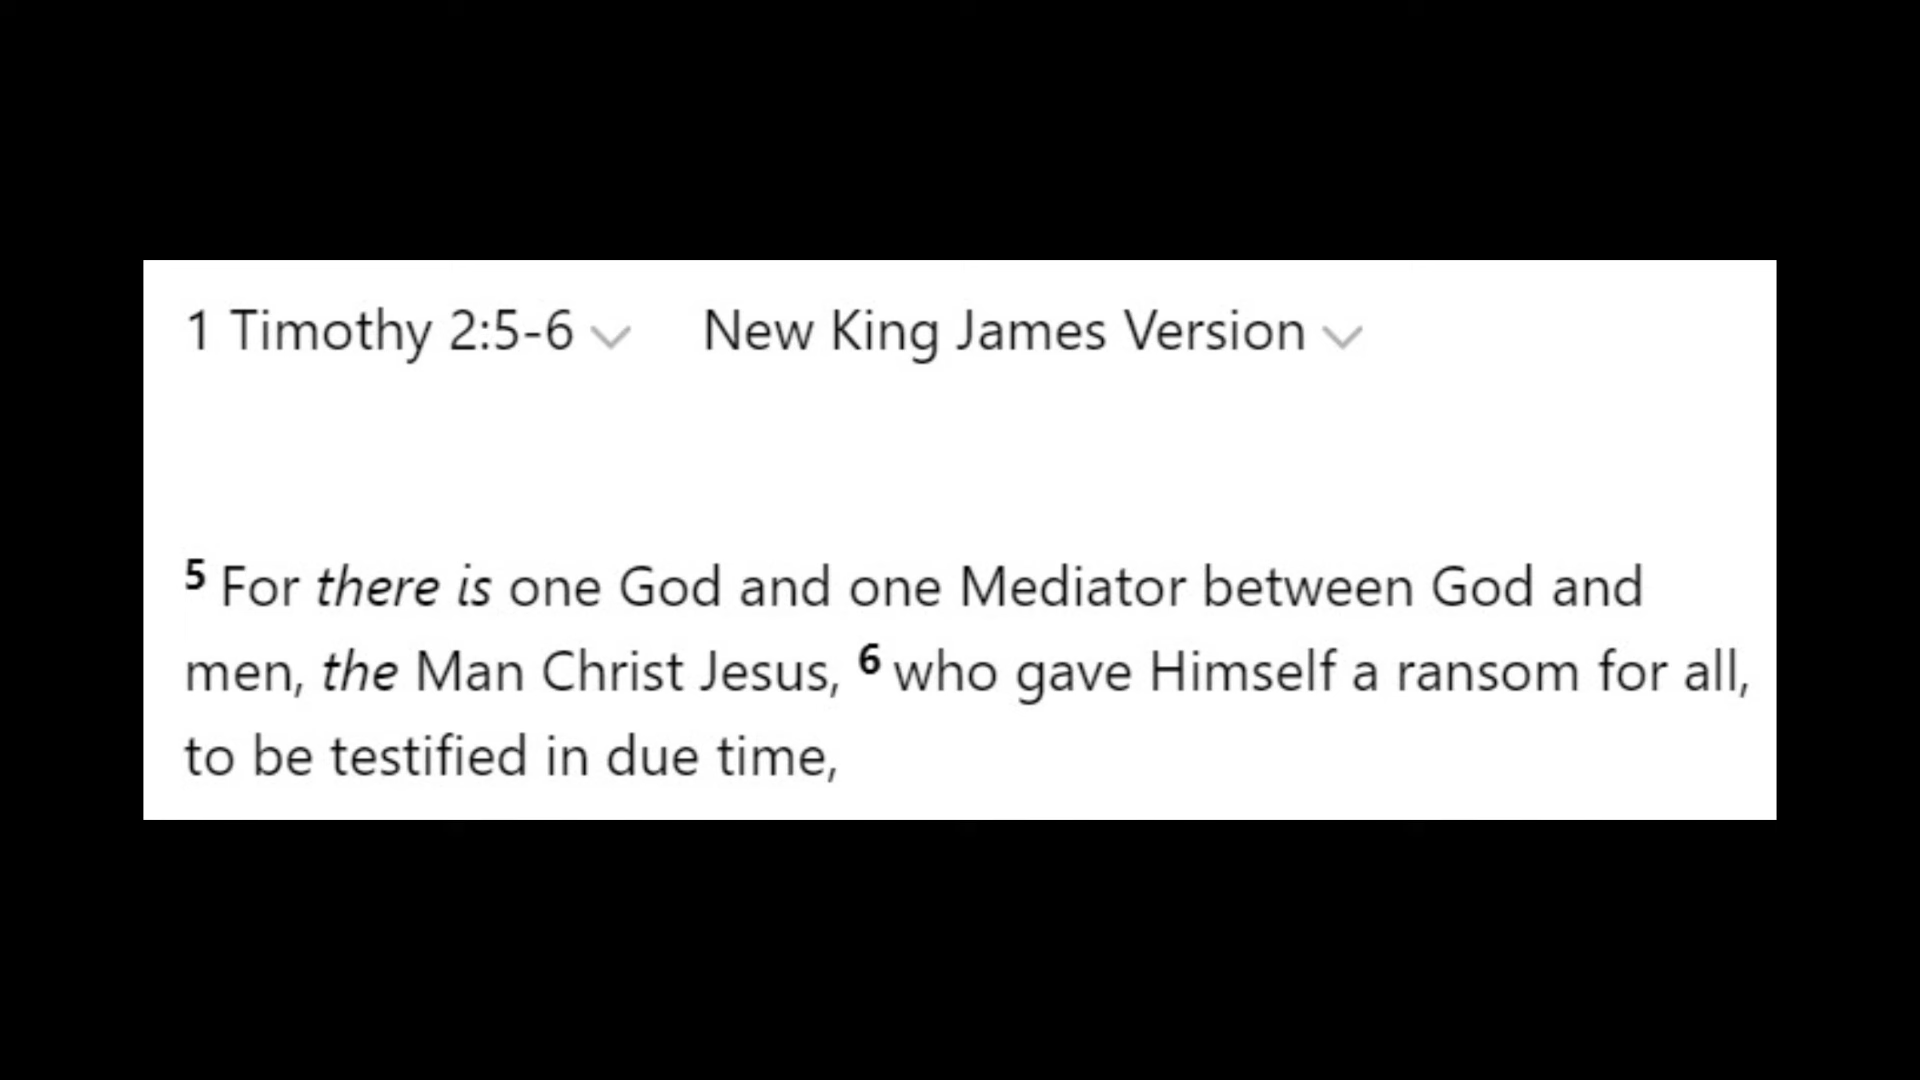 1 Timothy 2:5-6 New King James Version
5 For there is one God and one Mediator between God and
men, the Man Christ Jesus, 6 who gave Himself a ransom for all,
to be testified in due time,